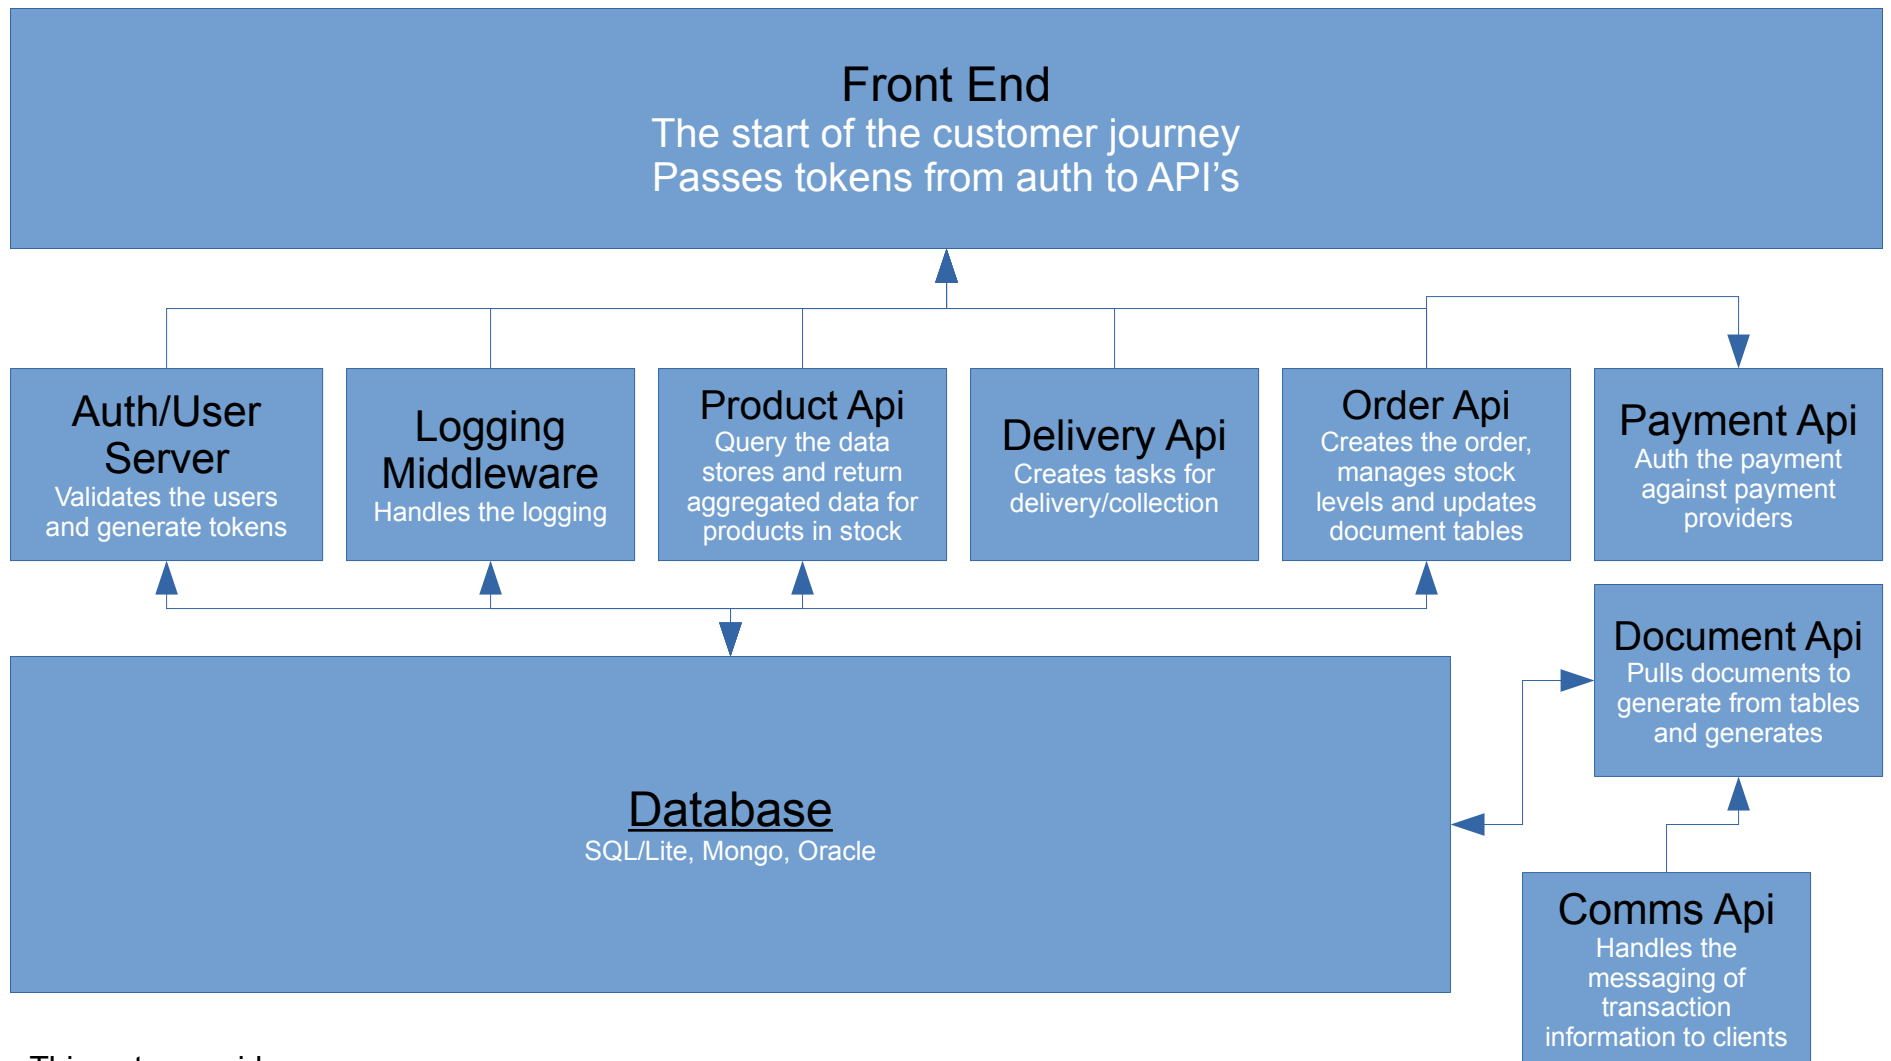 Front End
The start of the customer journey
Passes tokens from auth to API’s
Auth/User
Server
Validates the users
and generate tokens
Logging
Middleware
Handles the logging
Product Api
Query the data
stores and return
aggregated data for
products in stock
Delivery Api
Creates tasks for
delivery/collection
Order Api
Creates the order,
manages stock
levels and updates
document tables
Payment Api
Auth the payment
against payment
providers
Document Api
Pulls documents to
generate from tables
and generates
Database
SQL/Lite, Mongo, Oracle
Comms Api
Handles the
messaging of
transaction
information to clients